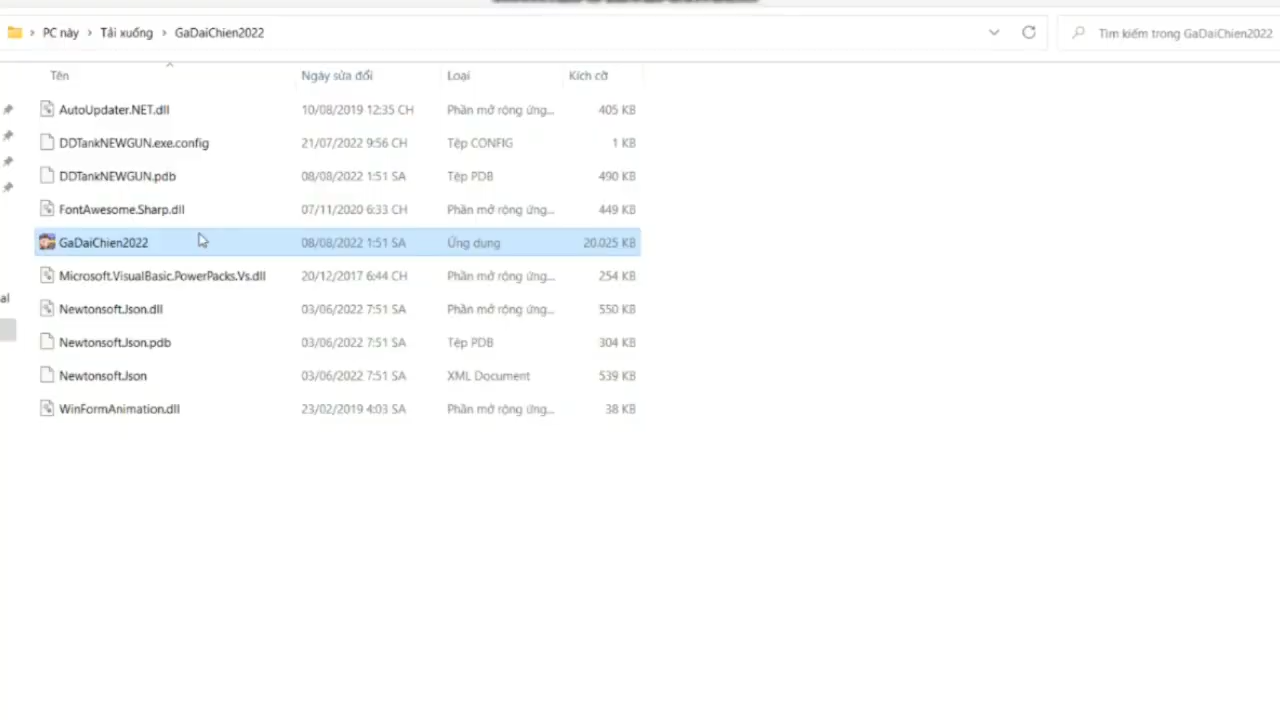 PC này > Tải xuống > GaDaiChien2022
Tìm kiếm trong GaDaiChien2022
Tên Ngày sửa đổi Loại Kích cỡ
AutoUpdater.NET.dll 10/08/2019 12:35 CH Phần mở rộng ứng... 405 KB
DDTankNEWGUN.exe.config 21/07/2022 9:56 CH Tệp CONFIG 1 KB
DDTankNEWGUN.pdb 08/08/2022 1:51 SA Tệp PDB 490 KB
FontAwesome.Sharp.dll 07/11/2020 6:33 CH Phần mở rộng ứng... 449 KB
GaDaiChien2022 08/08/2022 1:51 SA Ứng dụng 20.025 KB
Microsoft.VisualBasic.PowerPacks.Vs.dll 20/12/2017 6:44 CH Phần mở rộng ứng... 254 KB
al
Newtonsoft.Json.dll 03/06/2022 7:51 SA Phần mở rộng ứng... 550 KB
Newtonsoft.Json.pdb 03/06/2022 7:51 SA Tệp PDB 304 KB
Newtonsoft.Json 03/06/2022 7:51 SA XML Document 539 KB
WinFormAnimation.dll 23/02/2019 4:03 SA Phần mở rộng ứng... 38 KB